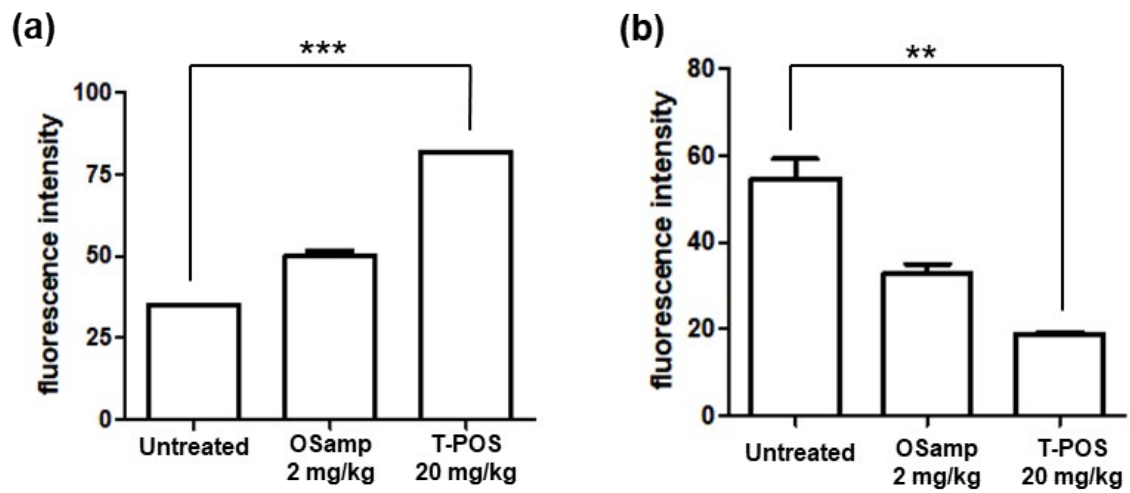 (a)
***
fluorescence intensity
100
75
50
25
0
Untreated
OSamp
2 mg/kg
T-POS
20 mg/kg
(b)
**
fluorescence intensity
80
60
40
20
0
Untreated
OSamp
2 mg/kg
T-POS
20 mg/kg